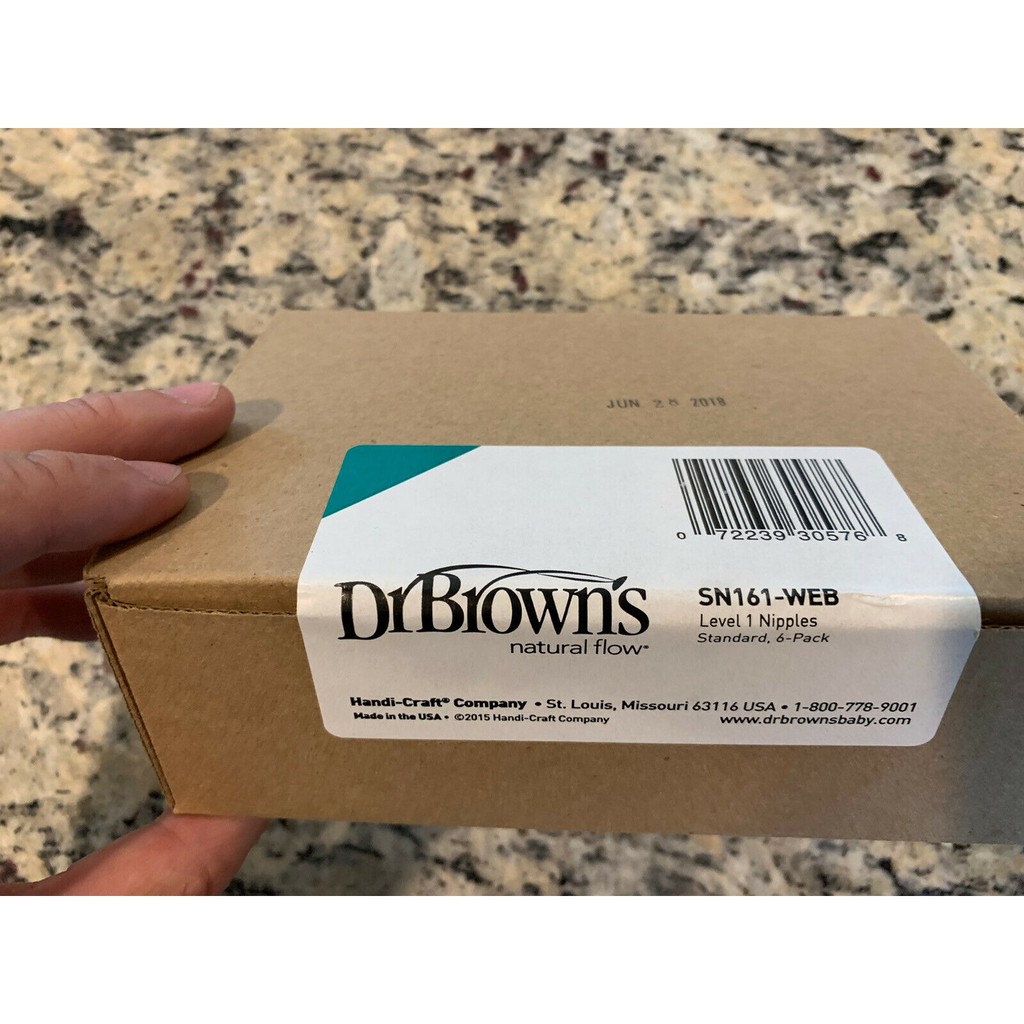 JUN 28 2018
0 72239 30576 8
DrBrown's
natural flow®
SN161-WEB
Level 1 Nipples
Standard, 6-Pack
Handi-Craft® Company • St. Louis, Missouri 63116 USA • 1-800-778-9001
Made in the USA • ©2015 Handi-Craft Company www.drbrownsbaby.com